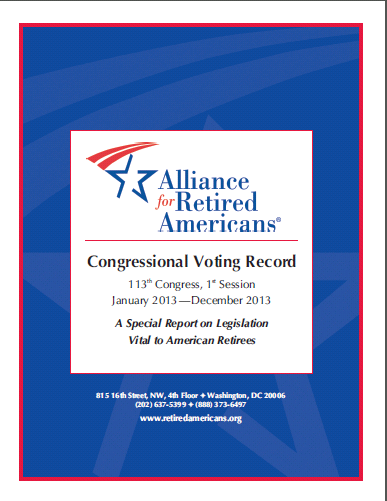 Alliance
for Retired
Americans®
Congressional Voting Record
113th Congress, 1st Session
January 2013—December 2013
A Special Report on Legislation
Vital to American Retirees
815 16th Street, NW, 4th Floor ✦ Washington, DC 20006
(202) 637-5399 ✦ (888) 373-6497
www.retiredamericans.org